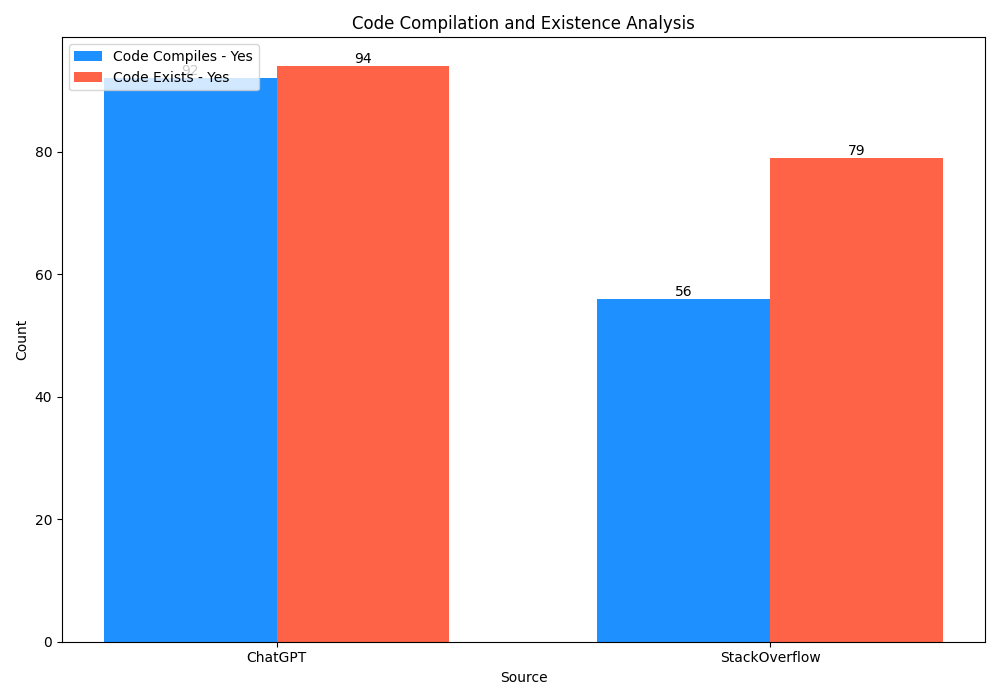 Code Compilation and Existence Analysis
Code Compiles - Yes
Code Exists - Yes
92
94
79
56
80
60
40
20
0
Count
ChatGPT
StackOverflow
Source